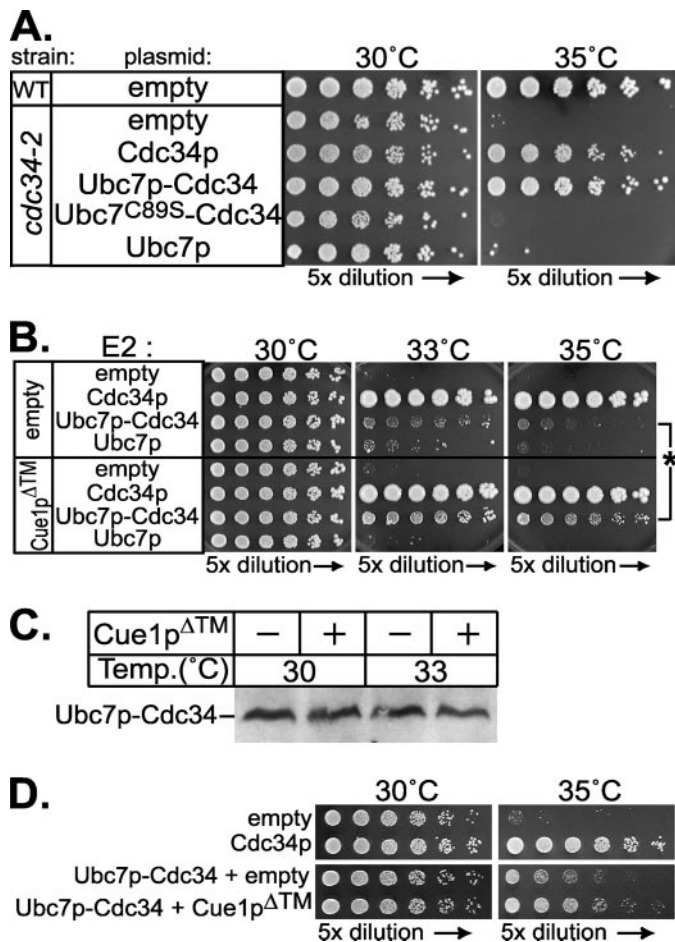 A.
strain: plasmid: 30˚C 35˚C
WT empty
cdc34-2
empty
Cdc34p
Ubc7p-Cdc34
Ubc7C89S-Cdc34
Ubc7p
5x dilution → 5x dilution →
B.
E2 : 30˚C 33˚C 35˚C
empty
empty
Cdc34p
Ubc7p-Cdc34
Ubc7p
*
Cue1pΔTM
empty
Cdc34p
Ubc7p-Cdc34
Ubc7p
5x dilution → 5x dilution → 5x dilution →
C.
Cue1pΔTM − + − +
Temp.(˚C) 30 33
Ubc7p-Cdc34
D.
30˚C 35˚C
empty
Cdc34p
Ubc7p-Cdc34 + empty
Ubc7p-Cdc34 + Cue1pΔTM
5x dilution → 5x dilution →